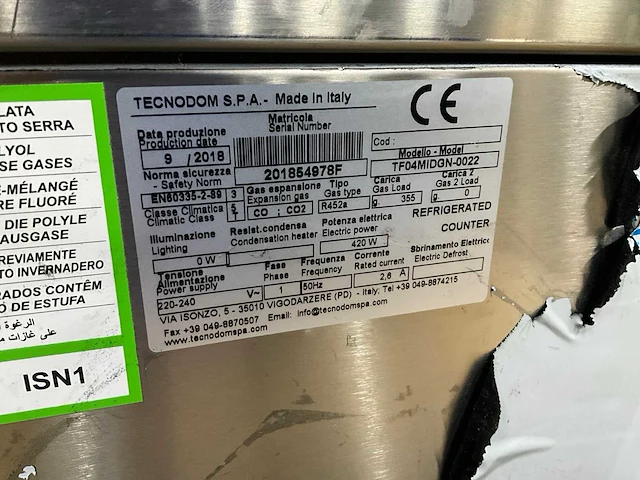 LATA
TO SERRA
LYOL
SE GASES
E-MÉLANGÉ
RE FLUORÉ
DIE POLYLE
AUSGASE
REVIAMENTE
TO INVERNADERO
RADOS CONTÊM
O DE ESTUFA
الرغوة ا
على غازات م
ISN1
TECNODOM S.P.A. - Made in Italy
CE
Data produzione
Production date
9 / 2018
Matricola
Serial Number
201854978F
Cod :
Modello - Model
TF04MIDGN-0022
Norma sicurezza
- Safety Norm
EN60335-2-89
Classe Climatica
Climatic Class
3
Gas espansione
Expansion gas
CO ; CO2
Tipo
Gas type
R452a
Carica
Gas Load
g. 355
Carica 2
Gas 2 Load
g. 0
REFRIGERATED
COUNTER
Illuminazione
Lighting
0 W
Resist.condensa
Condensation heater
Potenza elettrica
Electric power
420 W
Tensione
Alimentazione
Power supply
220-240 V~
Fase
Phase
1
Frequenza
Frequency
50Hz
Corrente
Rated current
2,6 A
Sbrinamento Elettrico
Electric Defrost
VIA ISONZO, 5 - 35010 VIGODARZERE (PD) - Italy; Tel +39 049-8874215
Fax +39 049-8870507 Email: info@tecnodomspa.com
www.tecnodomspa.com